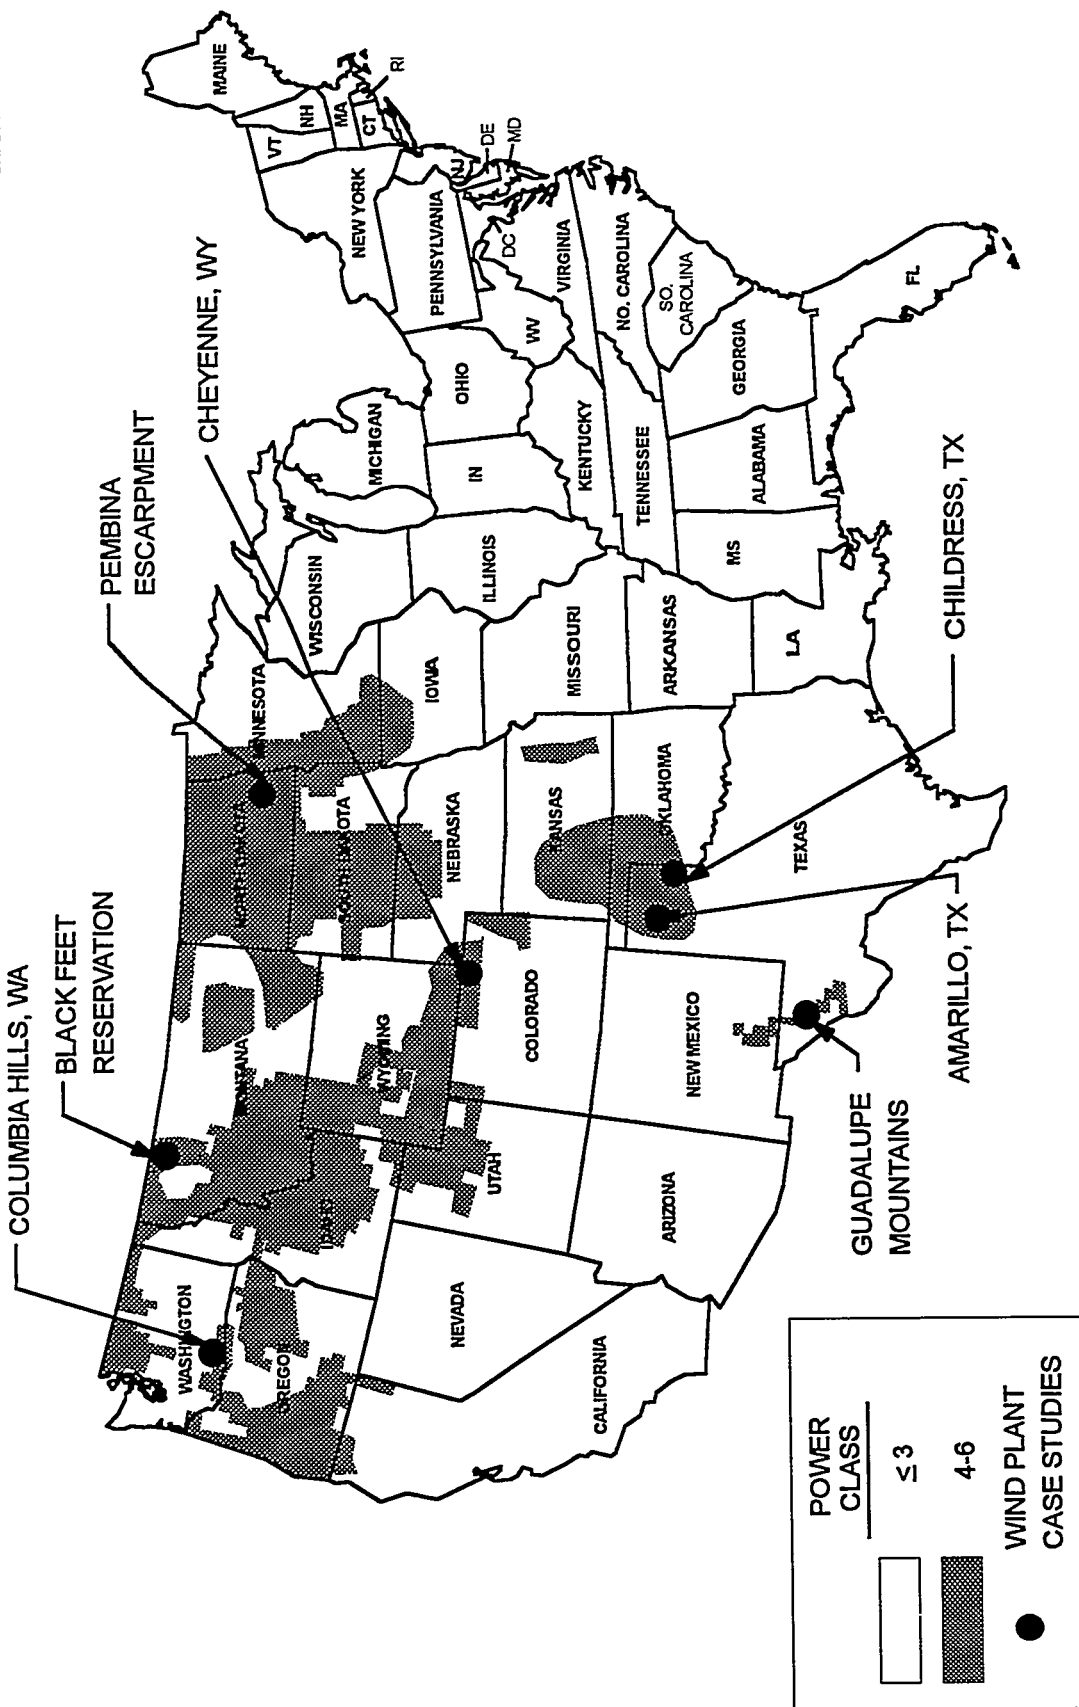 COLUMBIA HILLS, WA
BLACK FEET
RESERVATION
PEMBINA
ESCARPMENT
CHEYENNE, WY
WASHINGTON
OREGON
IDAHO
MONTANA
WYOMING
NORTH DAKOTA
SOUTH DAKOTA
MINNESOTA
WISCONSIN
MICHIGAN
NEW YORK
VT
NH
MAINE
MA
CT
RI
NEVADA
UTAH
COLORADO
NEBRASKA
IOWA
ILLINOIS
IN
OHIO
PENNSYLVANIA
NJ
DE
MD
DC
WV
VIRGINIA
CALIFORNIA
ARIZONA
NEW MEXICO
KANSAS
OKLAHOMA
MISSOURI
ARKANSAS
KENTUCKY
TENNESSEE
NO. CAROLINA
SO.
CAROLINA
TEXAS
LA
MS
ALABAMA
GEORGIA
FL
GUADALUPE
MOUNTAINS
AMARILLO, TX
CHILDRESS, TX
POWER
CLASS
≤ 3
4-6
WIND PLANT
CASE STUDIES